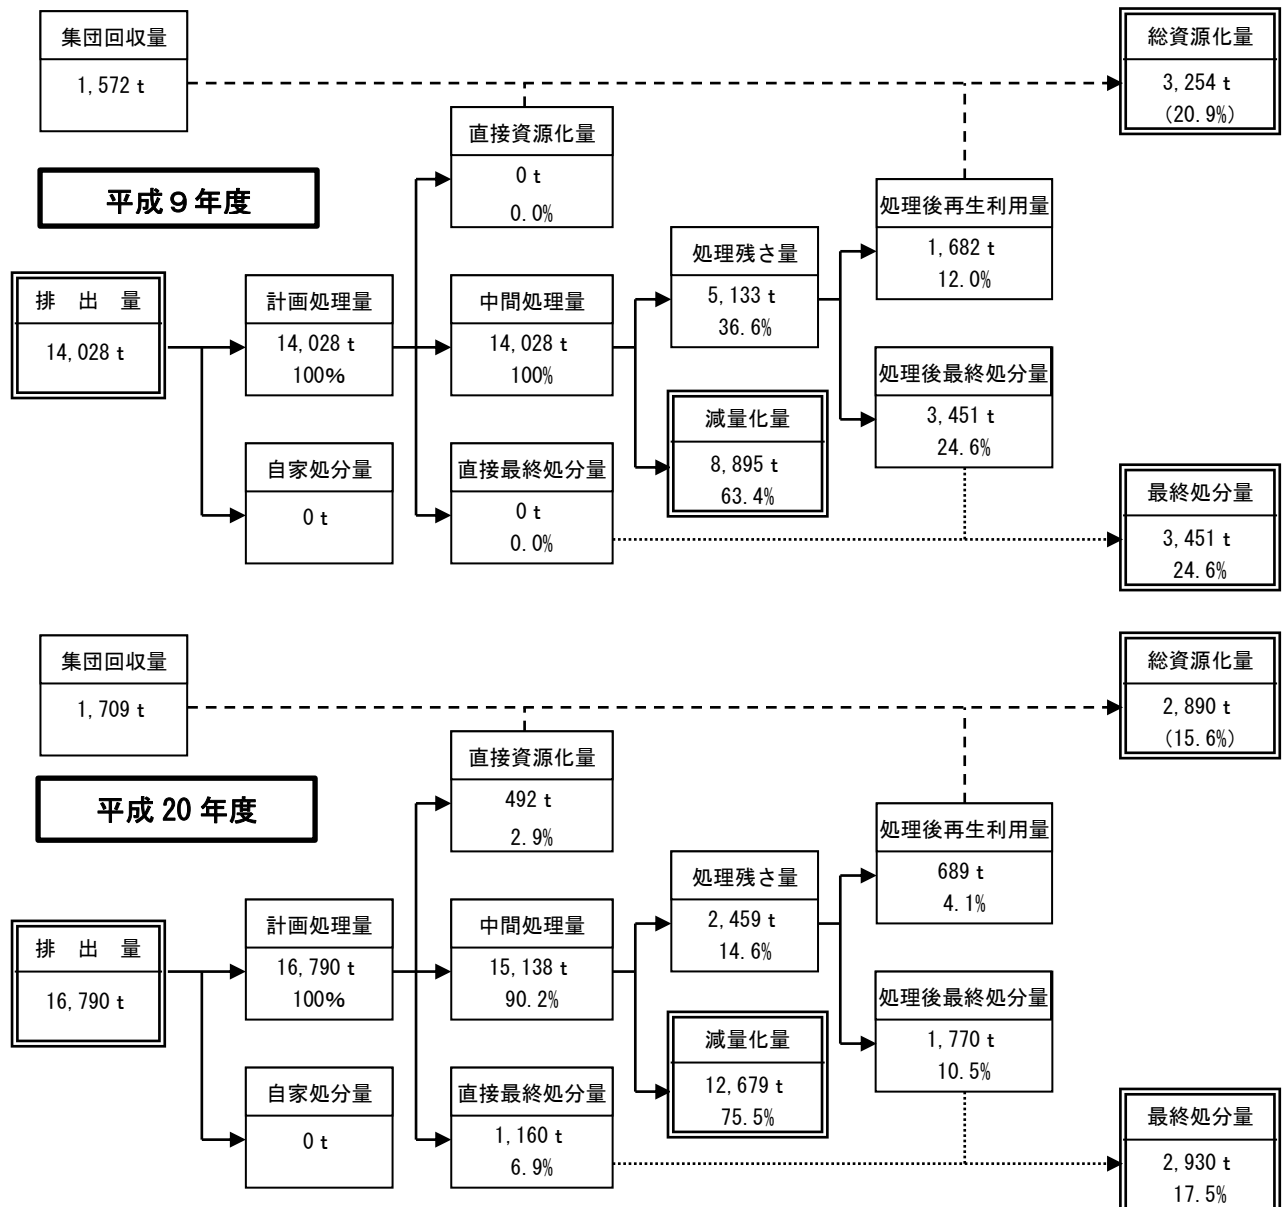 集団回収量
1,572 t
総資源化量
3,254 t
(20.9%)
直接資源化量
0 t
0.0%
平成９年度
処理後再生利用量
1,682 t
12.0%
処理残さ量
5,133 t
36.6%
排　出　量
14,028 t
計画処理量
14,028 t
100%
中間処理量
14,028 t
100%
処理後最終処分量
3,451 t
24.6%
減量化量
8,895 t
63.4%
自家処分量
0 t
直接最終処分量
0 t
0.0%
最終処分量
3,451 t
24.6%
集団回収量
1,709 t
総資源化量
2,890 t
(15.6%)
直接資源化量
492 t
2.9%
平成 20 年度
処理後再生利用量
689 t
4.1%
処理残さ量
2,459 t
14.6%
排　出　量
16,790 t
計画処理量
16,790 t
100%
中間処理量
15,138 t
90.2%
処理後最終処分量
1,770 t
10.5%
減量化量
12,679 t
75.5%
自家処分量
0 t
直接最終処分量
1,160 t
6.9%
最終処分量
2,930 t
17.5%